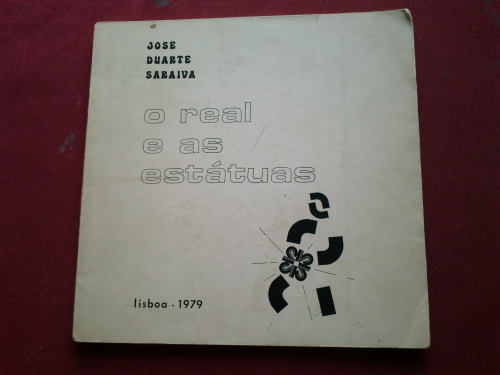 JOSE
DUARTE
SARAIVA
o real
e as
estátuas
lisboa - 1979